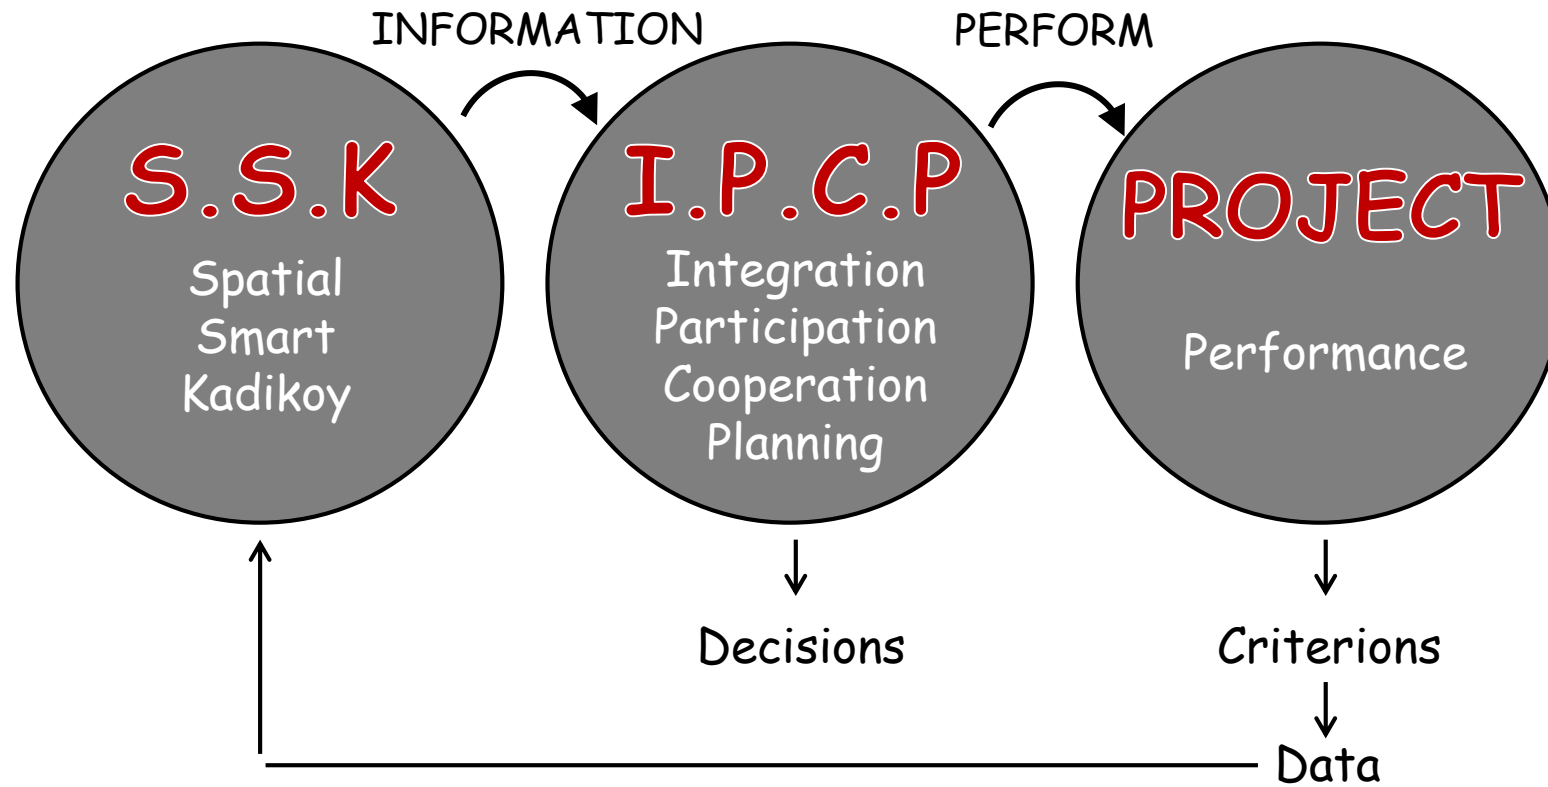 INFORMATION
PERFORM
S.S.K
Spatial
Smart
Kadikoy
I.P.C.P
Integration
Participation
Cooperation
Planning
PROJECT
Performance
Decisions
Criterions
Data